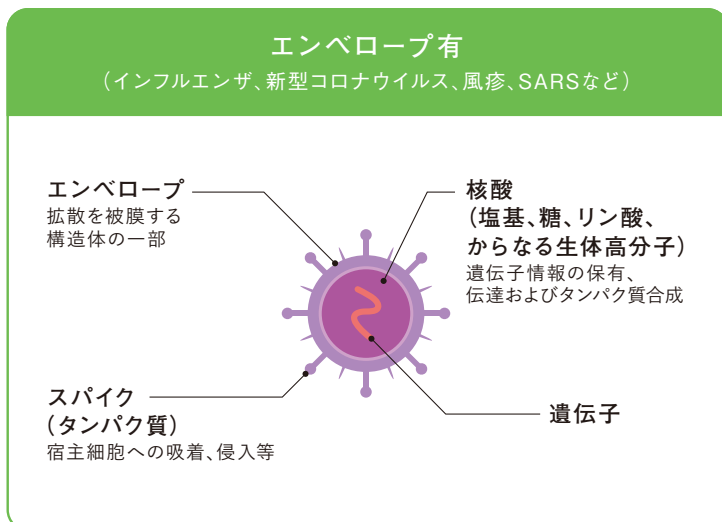 エンベロープ有
（インフルエンザ、新型コロナウイルス、風疹、SARSなど）
エンベロープ
拡散を被膜する
構造体の一部
核酸
（塩基、糖、リン酸、
からなる生体高分子）
遺伝子情報の保有、
伝達およびタンパク質合成
スパイク
（タンパク質）
宿主細胞への吸着、侵入等
遺伝子